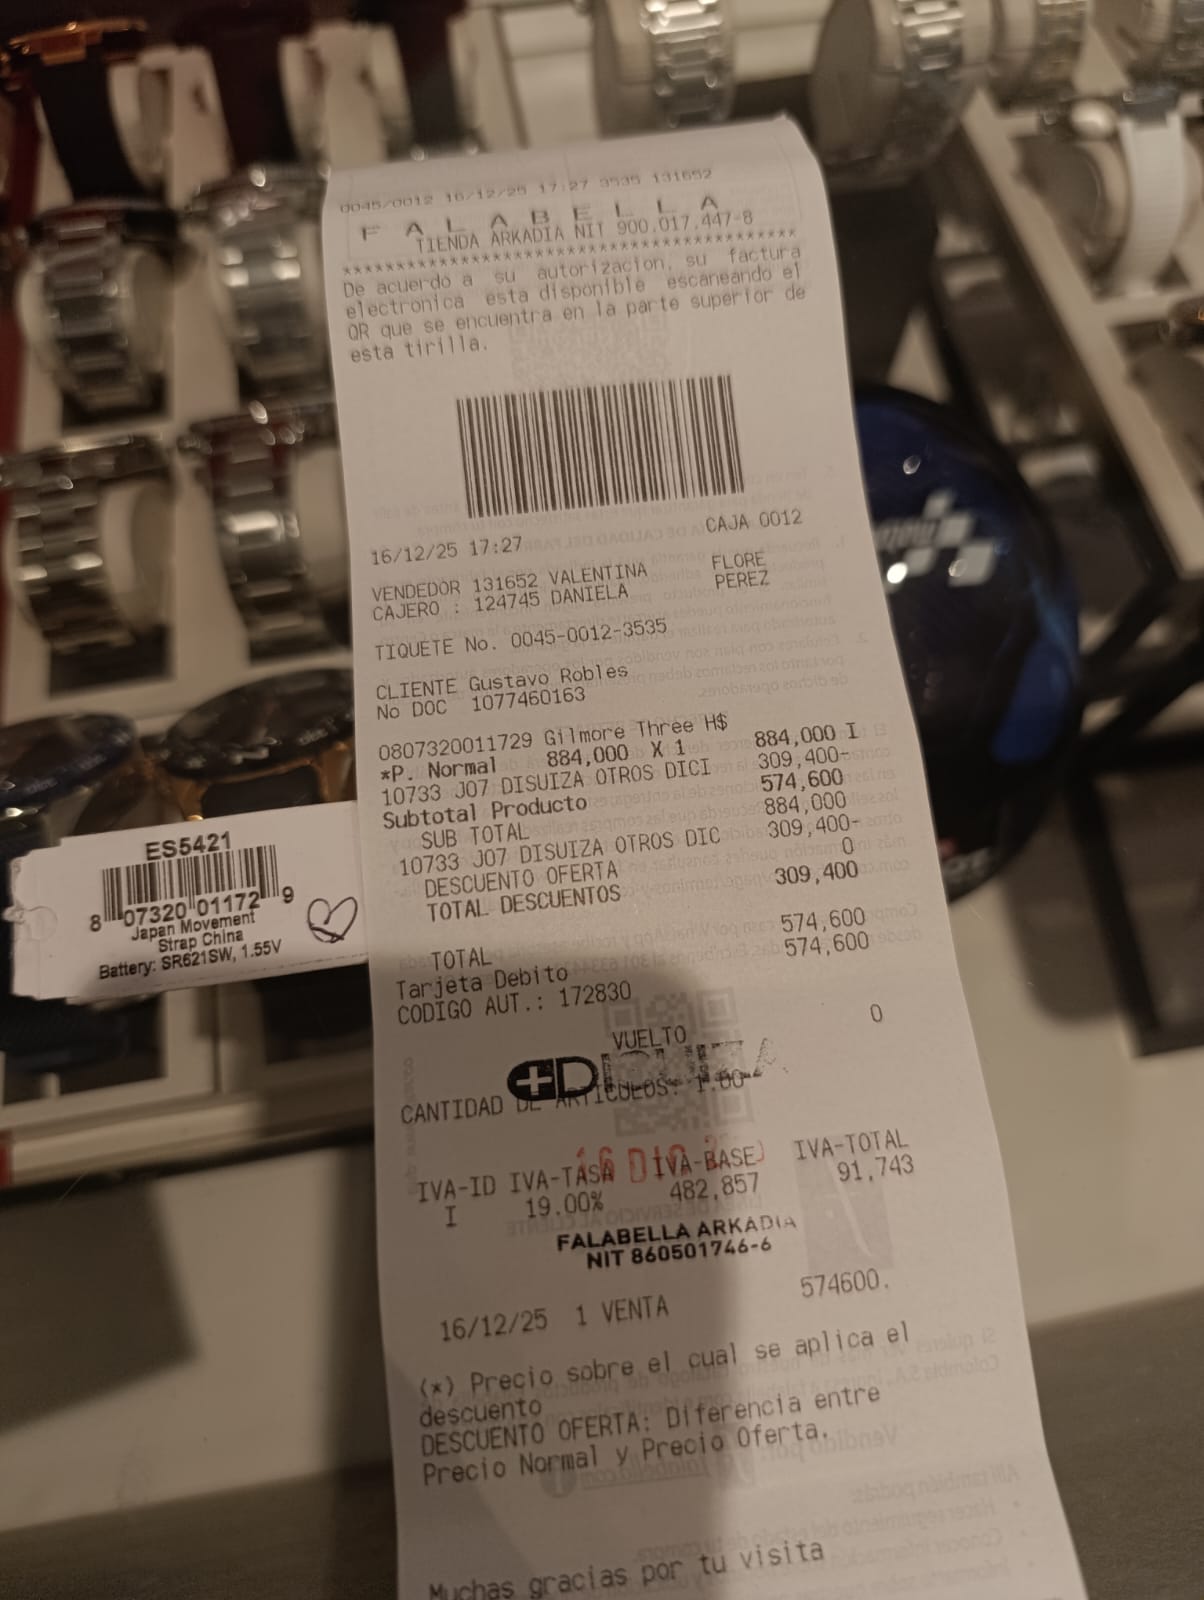 0045/0012 16/12/25 17:27 3535 131652
F A L A B E L L A
TIENDA ARKADIA NIT 900.017.447-8
****************************************
De acuerdo a su autorizacion, su factura
electronica esta disponible escaneando el
QR que se encuentra en la parte superior de
esta tirilla.
16/12/25 17:27 CAJA 0012
VENDEDOR 131652 VALENTINA FLORE
CAJERO : 124745 DANIELA PEREZ
TIQUETE No. 0045-0012-3535
CLIENTE Gustavo Robles
No DOC 1077460163
0807320011729 Gilmore Three H$
*P. Normal 884,000 X 1 884,000 I
10733 J07 DISUIZA OTROS DICI 309,400-
Subtotal Producto 574,600
SUB TOTAL 884,000
10733 J07 DISUIZA OTROS DIC 309,400-
DESCUENTO OFERTA 0
TOTAL DESCUENTOS 309,400
TOTAL 574,600
Tarjeta Debito 574,600
CODIGO AUT.: 172830
VUELTO 0
CANTIDAD DE ARTICULOS: 1.00
16 DIC
IVA-ID IVA-TASA IVA-BASE IVA-TOTAL
I 19.00% 482,857 91,743
FALABELLA ARKADIA
NIT 860501746-6
16/12/25 1 VENTA 574600.
(*) Precio sobre el cual se aplica el
descuento
DESCUENTO OFERTA: Diferencia entre
Precio Normal y Precio Oferta.
Muchas gracias por tu visita
ES5421
8 07320 01172 9
Japan Movement
Strap China
Battery: SR621SW, 1.55V